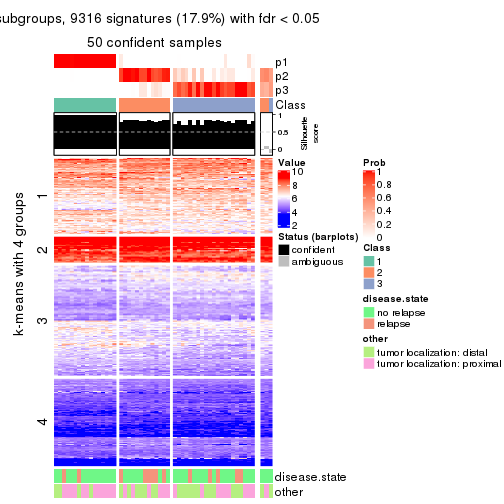 subgroups, 9316 signatures (17.9%) with fdr < 0.05
50 confident samples
p1
p2
p3
Class
1
0.5
0
Silhouette
score
k-means with 4 groups
1
2
3
4
Value
10
8
6
4
2
Status (barplots)
confident
ambiguous
Prob
1
0.8
0.6
0.4
0.2
0
Class
1
2
3
disease.state
no relapse
relapse
other
tumor localization: distal
tumor localization: proximal
disease.state
other